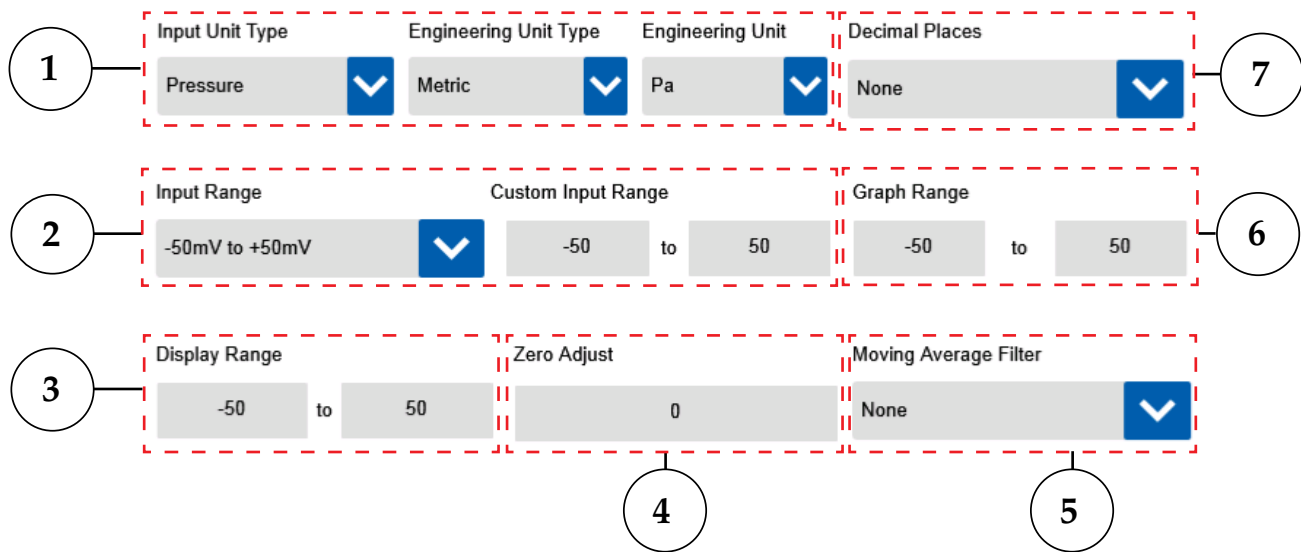 Input Unit Type Engineering Unit Type Engineering Unit Decimal Places
1 Pressure Metric Pa None 7
Input Range Custom Input Range Graph Range
2 -50mV to +50mV -50 to 50 -50 to 50 6
Display Range Zero Adjust Moving Average Filter
3 -50 to 50 0 None
4 5